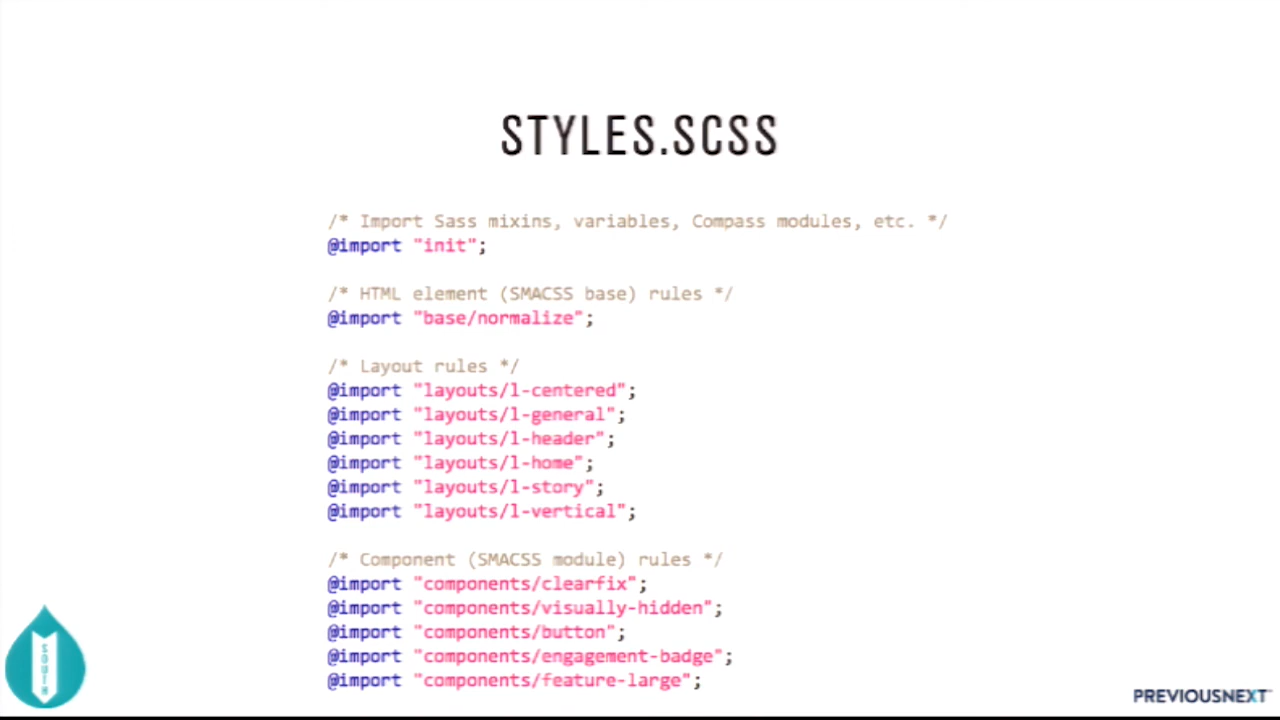 STYLES.SCSS
/* Import Sass mixins, variables, Compass modules, etc. */
@import "init";
/* HTML element (SMACSS base) rules */
@import "base/normalize";
/* Layout rules */
@import "layouts/l-centered";
@import "layouts/l-general";
@import "layouts/l-header";
@import "layouts/l-home";
@import "layouts/l-story";
@import "layouts/l-vertical";
/* Component (SMACSS module) rules */
@import "components/clearfix";
@import "components/visually-hidden";
@import "components/button";
@import "components/engagement-badge";
@import "components/feature-large";
SOUTH
PREVIOUSNEXT